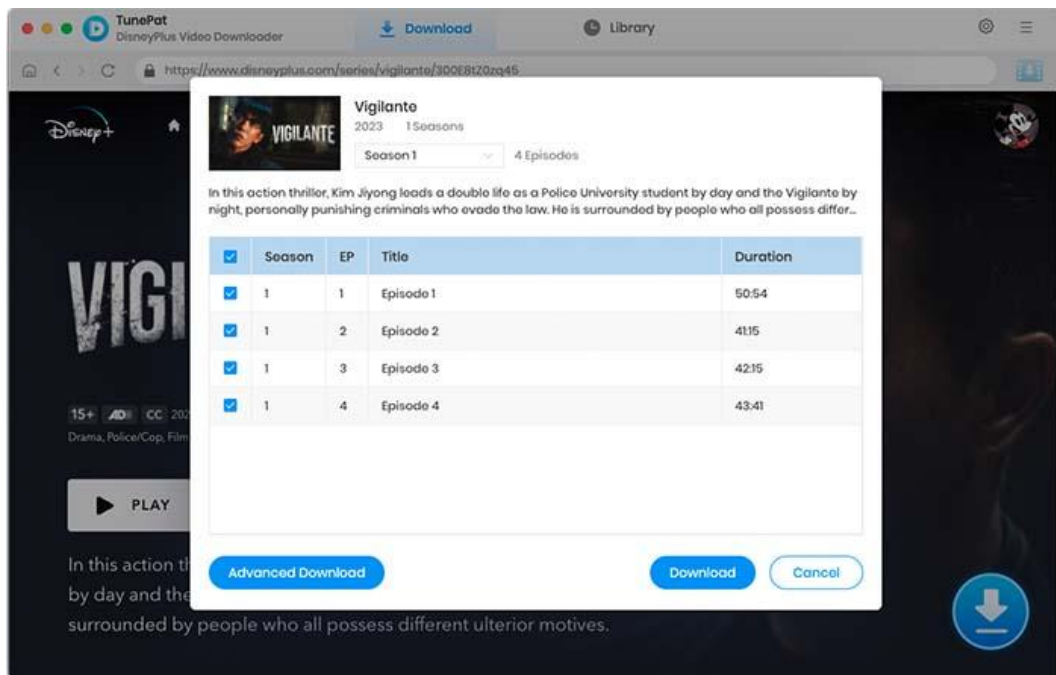 TunePat
DisneyPlus Video Downloader
Download
Library
https://www.disneyplus.com/series/vigilante/300E8tZ0zq45
Disney+
VIGILANTE
Vigilante
2023 1 Seasons
Season 1
4 Episodes
In this action thriller, Kim Jiyong leads a double life as a Police University student by day and the Vigilante by
night, personally punishing criminals who evade the law. He is surrounded by people who all possess differ...
Season EP Title Duration
1 1 Episode 1 50:54
1 2 Episode 2 41:15
1 3 Episode 3 42:15
1 4 Episode 4 43:41
VIGI
15+ AD CC 202
Drama, Police/Cop, Film
PLAY
Advanced Download
Download
Cancel
In this action th
by day and the
surrounded by people who all possess different ulterior motives.